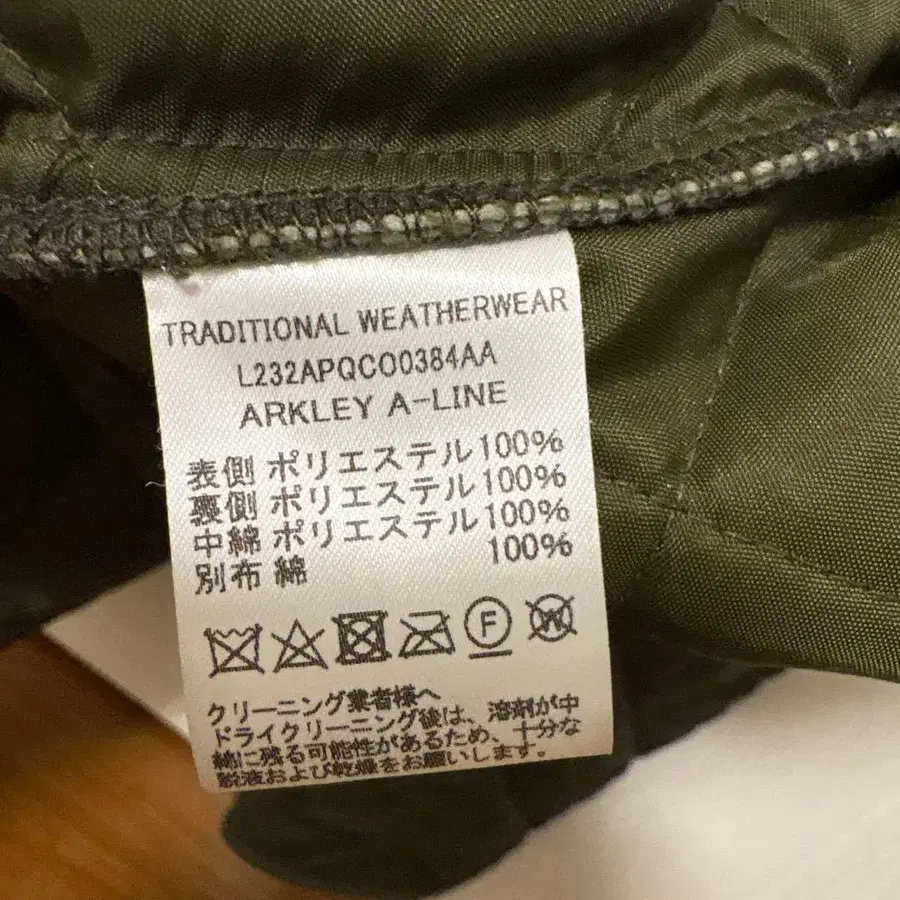 TRADITIONAL WEATHERWEAR
L232APQCO0384AA
ARKLEY A-LINE
表側 ポリエステル100%
裏側 ポリエステル100%
中綿 ポリエステル100%
別布 綿 100%
F W
クリーニング業者様へ
ドライクリーニング後は、溶剤が中
綿に残る可能性があるため、十分な
脱液および乾燥をお願いします。